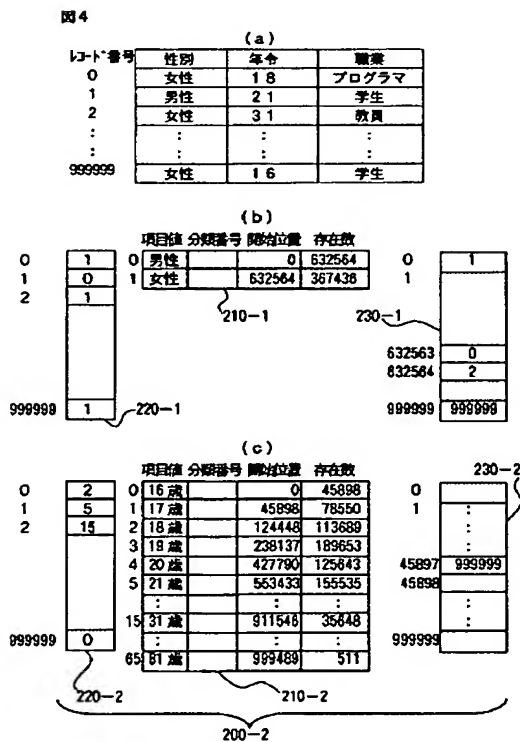 図4
(a)
レコード番号 性別 年令 職業
0 女性 18 プログラマ
1 男性 21 学生
2 女性 31 教員
: : : :
: : : :
999999 女性 16 学生
(b)
項目値 分類番号 開始位置 存在数
0 1 0 男性 0 632564 0 1
1 0 1 女性 632564 367436 1
2 1
210-1
230-1
632563 0
632564 2
999999 1 999999 999999
220-1
(c)
230-2
項目値 分類番号 開始位置 存在数
0 2 0 16歳 0 45898 0
1 5 1 17歳 45898 78550 1 :
2 15 2 18歳 124448 113689 :
3 19歳 238137 189653
4 20歳 427790 125643 45897 999999
5 21歳 553433 155535 45898
: : : :
15 31歳 911546 35648 :
: : : :
999999 0 65 81歳 999489 511 999999
220-2 210-2
200-2